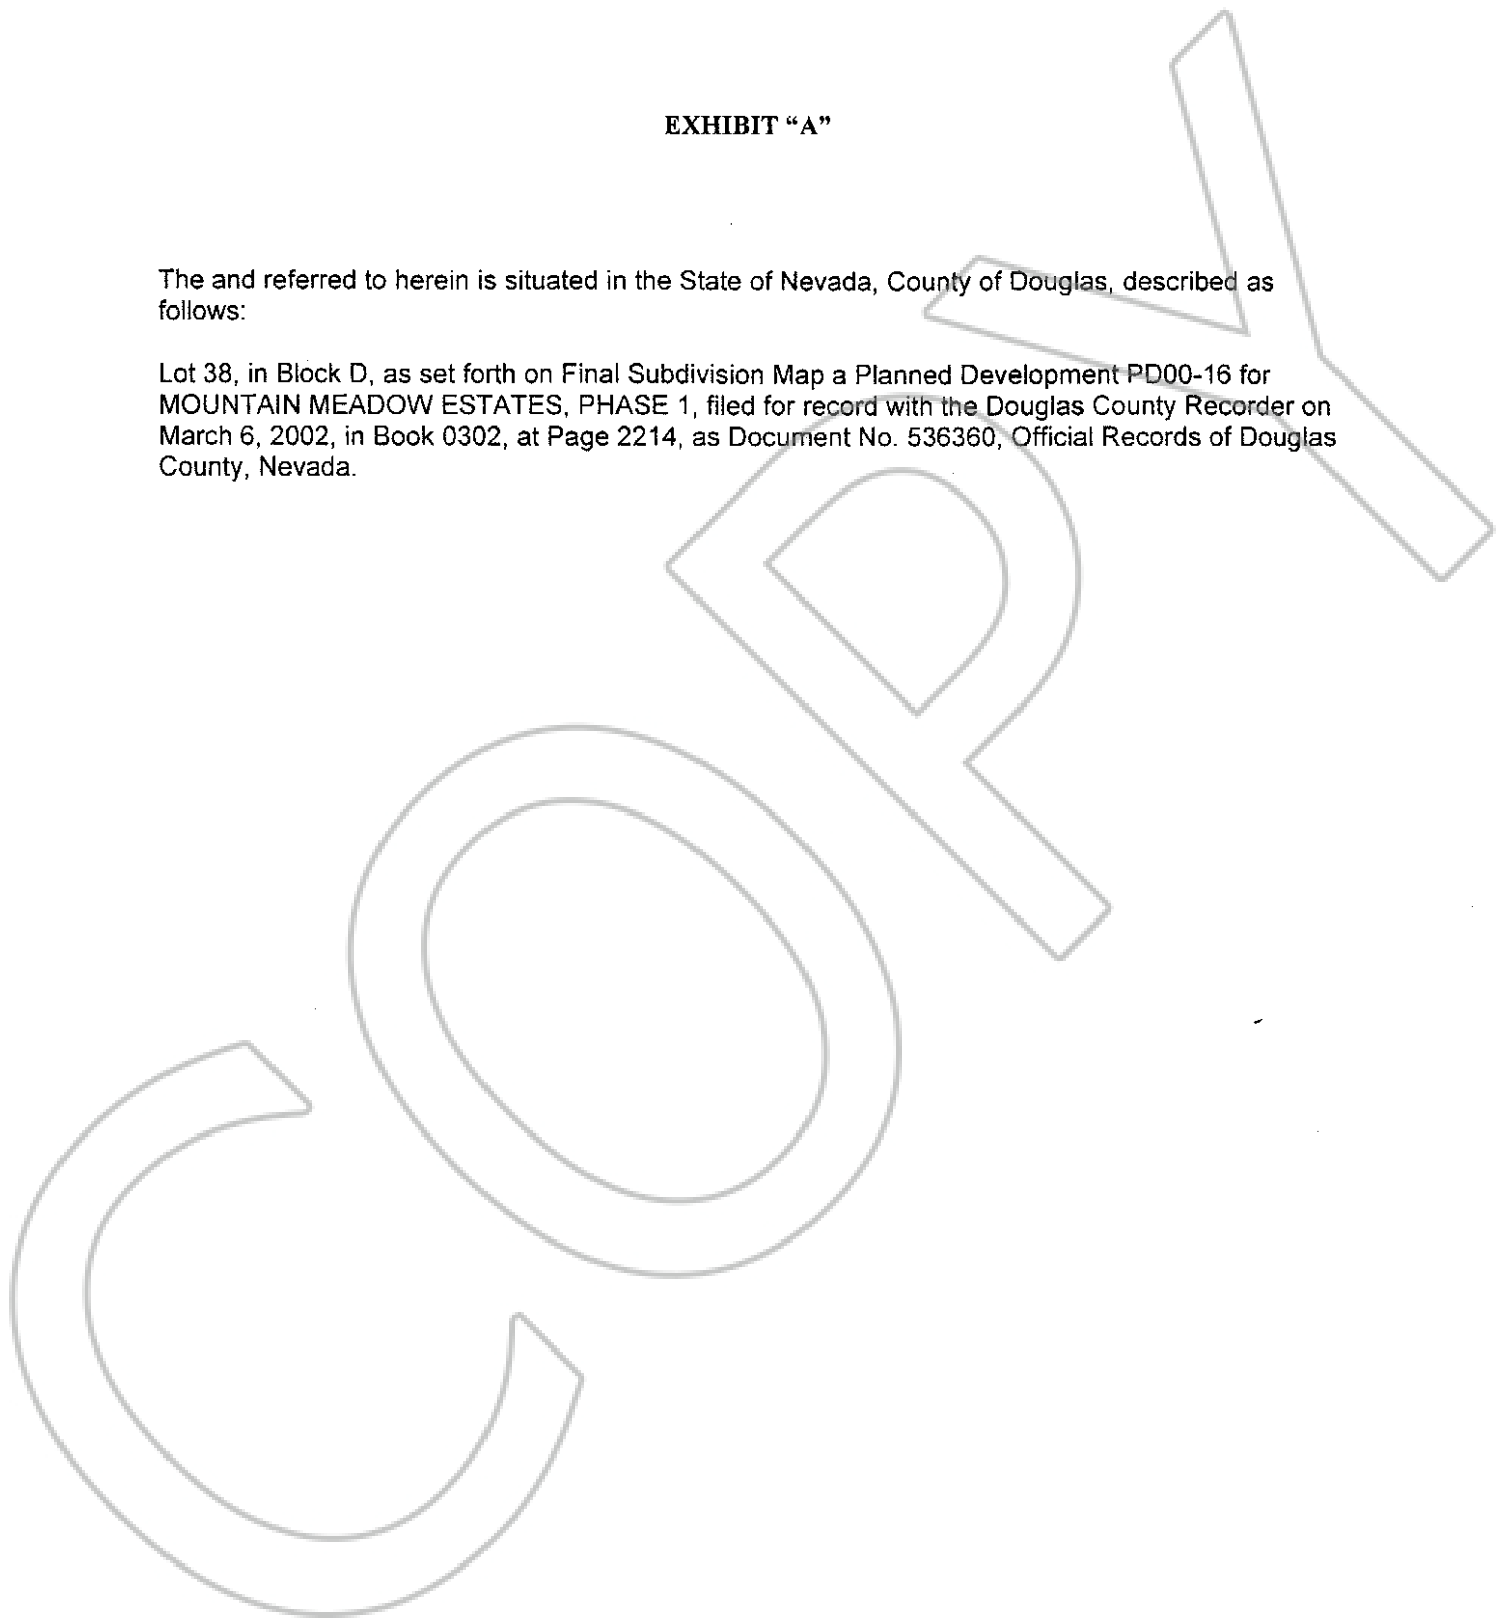 EXHIBIT “A”
The and referred to herein is situated in the State of Nevada, County of Douglas, described as
follows:
Lot 38, in Block D, as set forth on Final Subdivision Map a Planned Development PD00-16 for
MOUNTAIN MEADOW ESTATES, PHASE 1, filed for record with the Douglas County Recorder on
March 6, 2002, in Book 0302, at Page 2214, as Document No. 536360, Official Records of Douglas
County, Nevada.
COPY